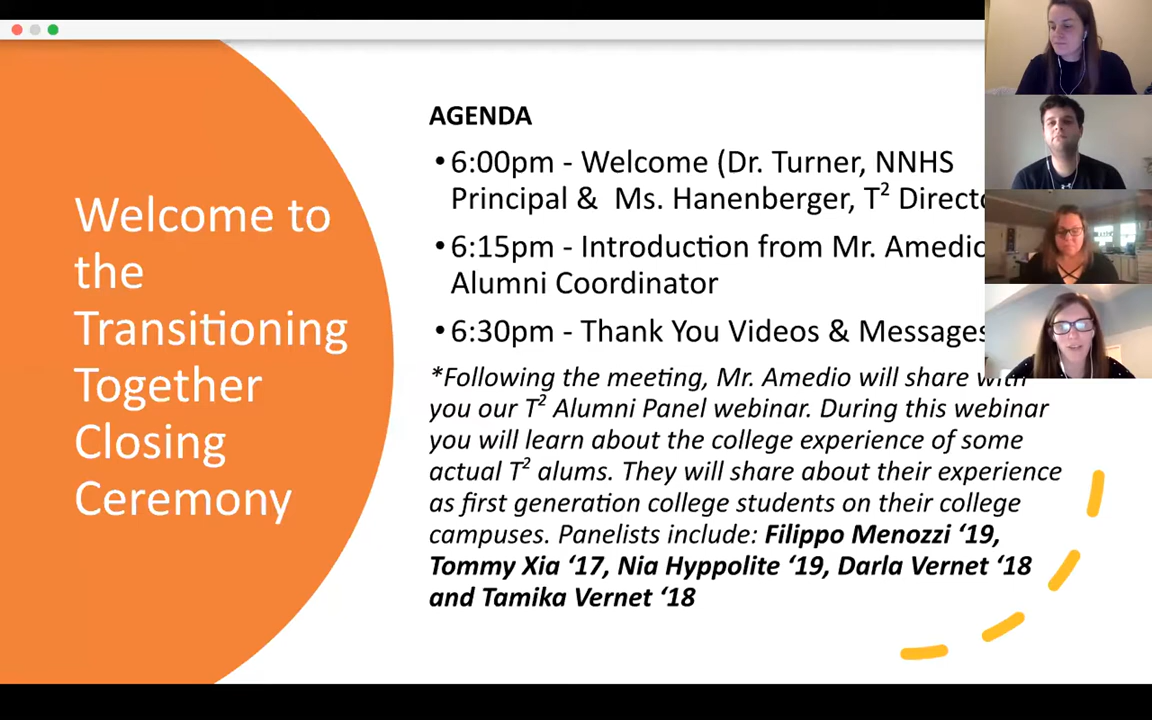 Welcome to
the
Transitioning
Together
Closing
Ceremony
AGENDA
•6:00pm - Welcome (Dr. Turner, NNHS
Principal & Ms. Hanenberger, T² Directo
•6:15pm - Introduction from Mr. Amedio
Alumni Coordinator
•6:30pm - Thank You Videos & Messages
*Following the meeting, Mr. Amedio will share with
you our T² Alumni Panel webinar. During this webinar
you will learn about the college experience of some
actual T² alums. They will share about their experience
as first generation college students on their college
campuses. Panelists include: Filippo Menozzi ‘19,
Tommy Xia ‘17, Nia Hyppolite ‘19, Darla Vernet ‘18
and Tamika Vernet ‘18